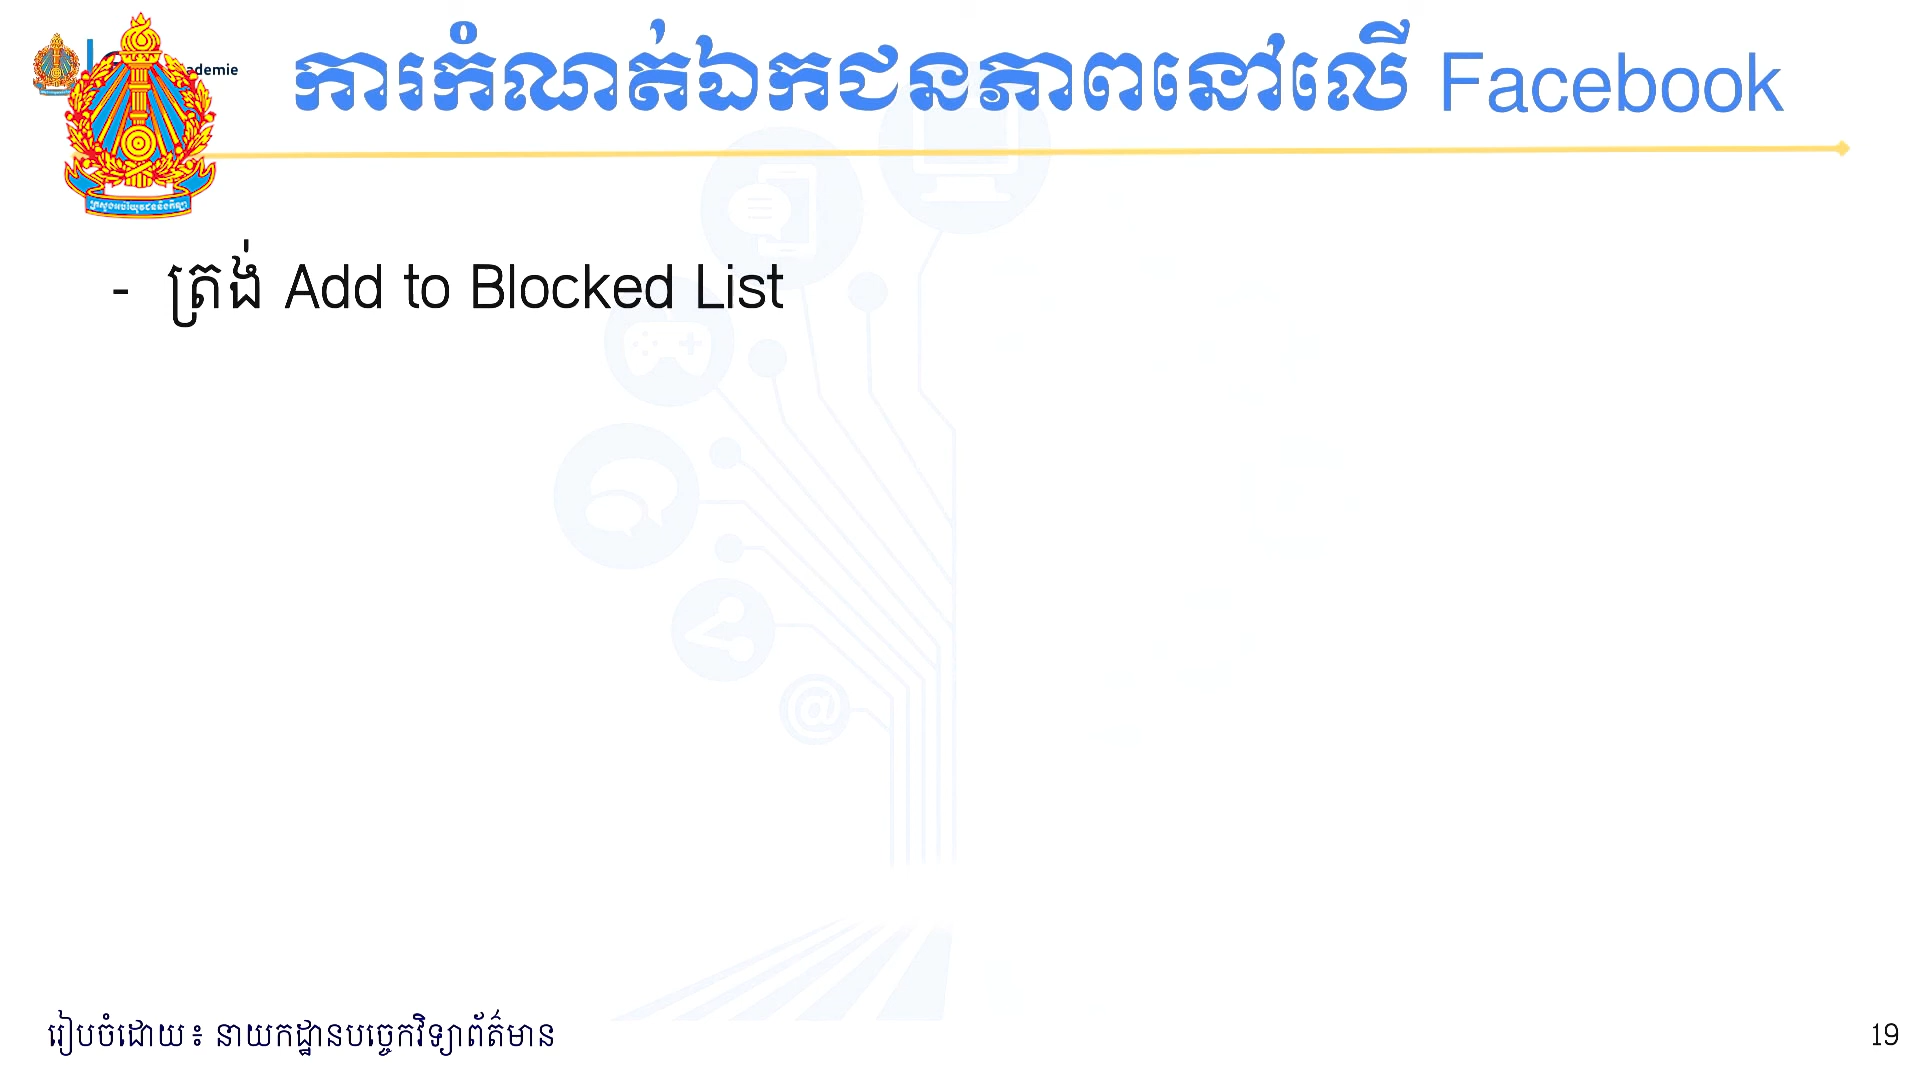 ការកំណត់ឯកជនភាពនៅលើ Facebook
- ត្រង់ Add to Blocked List
រៀបចំដោយ៖ នាយកដ្ឋានបច្ចេកវិទ្យាព័ត៌មាន
19